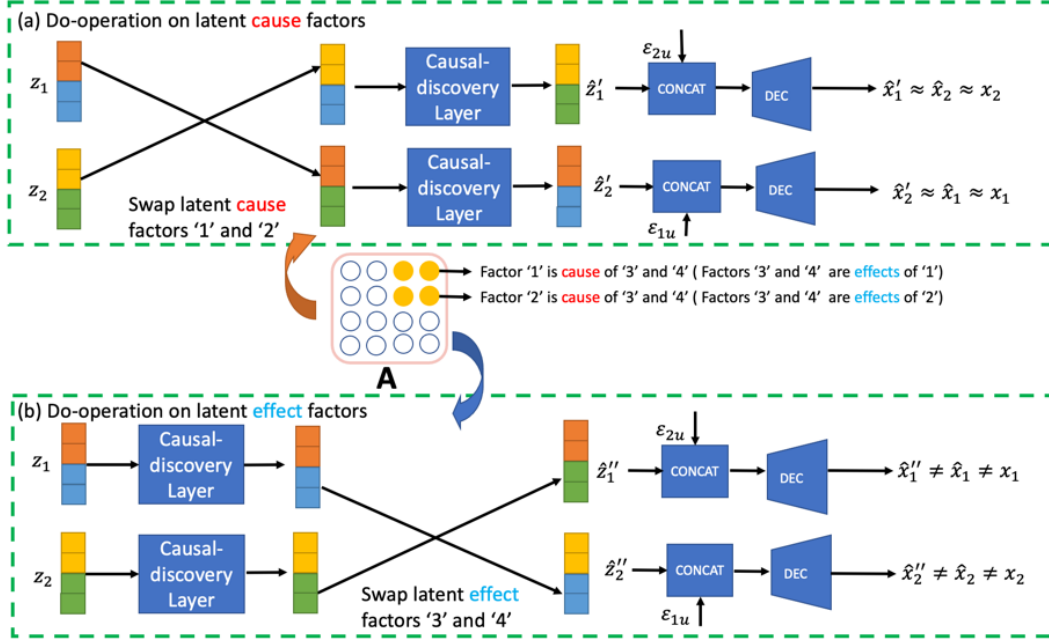 (a) Do-operation on latent cause factors
z₁
Causal-
discovery
Layer
ẑ′₁
ε₂ᵤ
CONCAT
DEC
x̂′₁ ≈ x̂₂ ≈ x₂
z₂
Swap latent cause
factors ‘1’ and ‘2’
Causal-
discovery
Layer
ẑ′₂
CONCAT
ε₁ᵤ
DEC
x̂′₂ ≈ x̂₁ ≈ x₁
Factor ‘1’ is cause of ‘3’ and ‘4’ ( Factors ‘3’ and ‘4’ are effects of ‘1’)
Factor ‘2’ is cause of ‘3’ and ‘4’ ( Factors ‘3’ and ‘4’ are effects of ‘2’)
A
(b) Do-operation on latent effect factors
z₁
Causal-
discovery
Layer
ẑ′′₁
ε₂ᵤ
CONCAT
DEC
x̂′′₁ ≠ x̂₁ ≠ x₁
z₂
Causal-
discovery
Layer
Swap latent effect
factors ‘3’ and ‘4’
ẑ′′₂
CONCAT
ε₁ᵤ
DEC
x̂′′₂ ≠ x̂₂ ≠ x₂